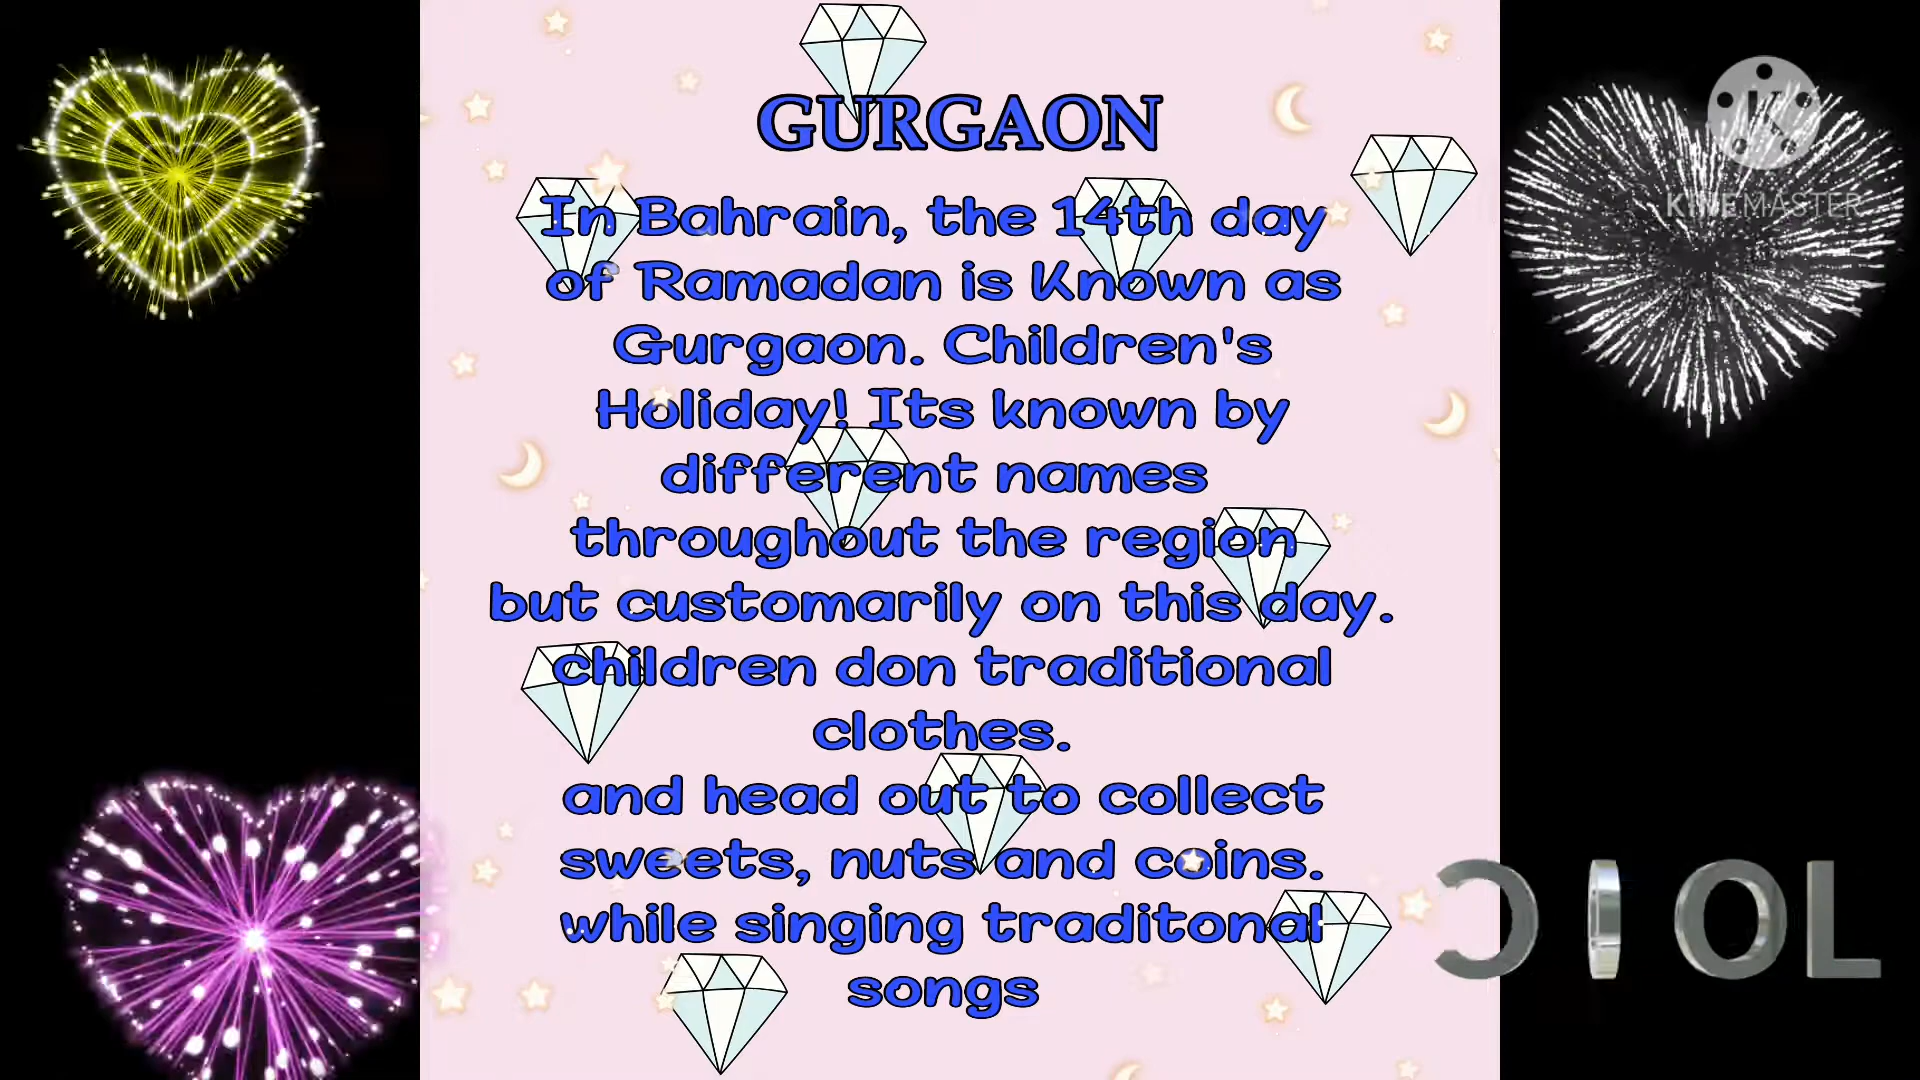 GURGAON
In Bahrain, the 14th day
of Ramadan is Known as
Gurgaon. Children's
Holiday! Its known by
different names
throughout the region
but customarily on this day.
children don traditional
clothes.
and head out to collect
sweets, nuts and coins.
while singing traditonal
songs
K
KINEMASTER
OL